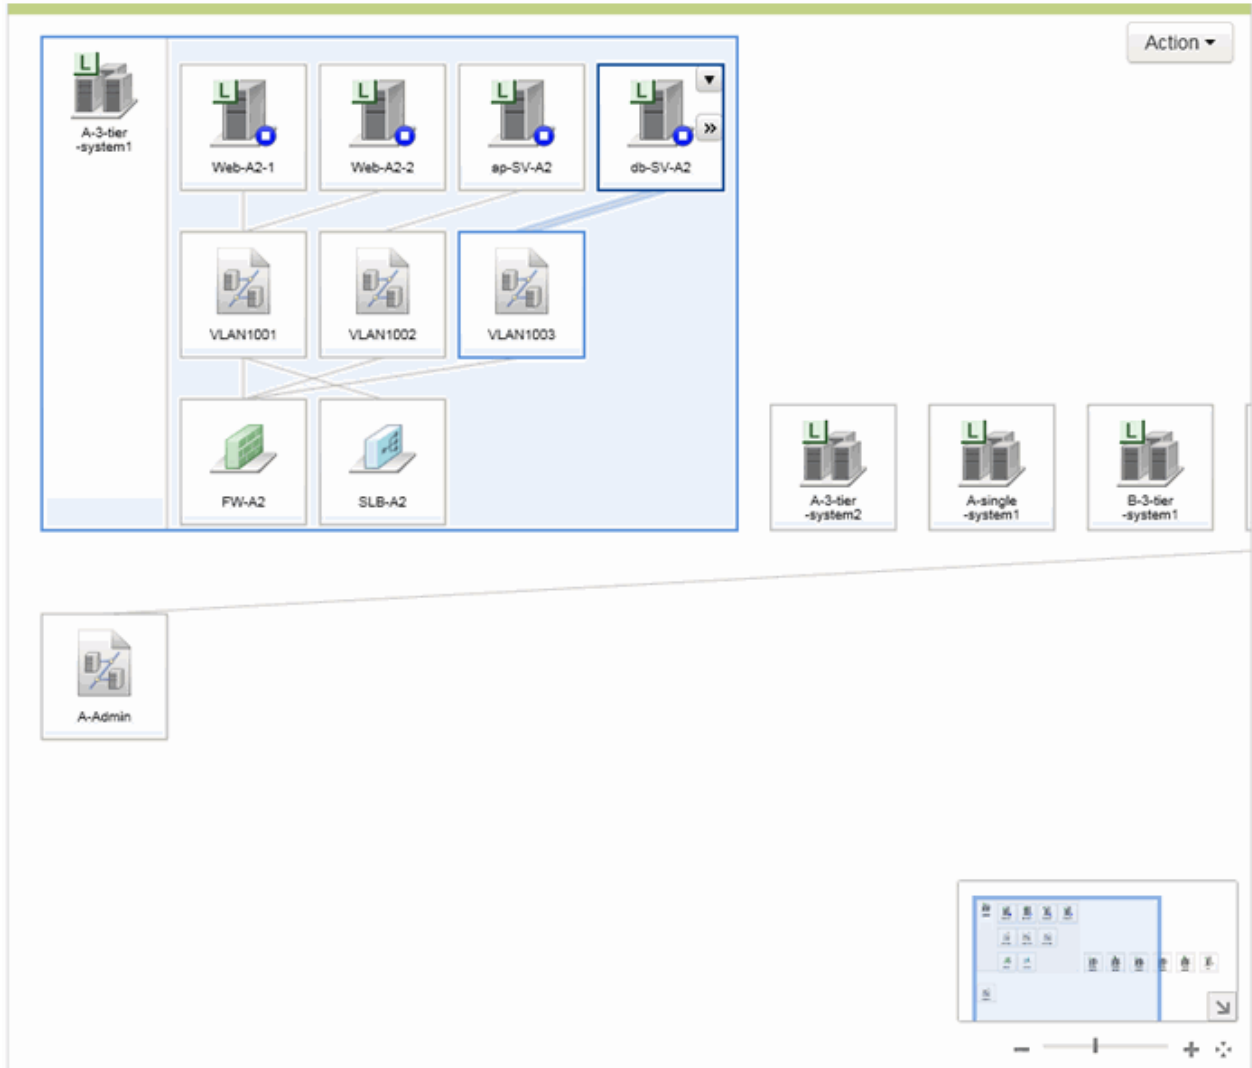 Action
L
A-3-tier
-system1
L
L
L
L
Web-A2-1
Web-A2-2
ap-SV-A2
db-SV-A2
VLAN1001
VLAN1002
VLAN1003
FW-A2
SLB-A2
L
L
L
A-3-tier
-system2
A-single
-system1
B-3-tier
-system1
A-Admin